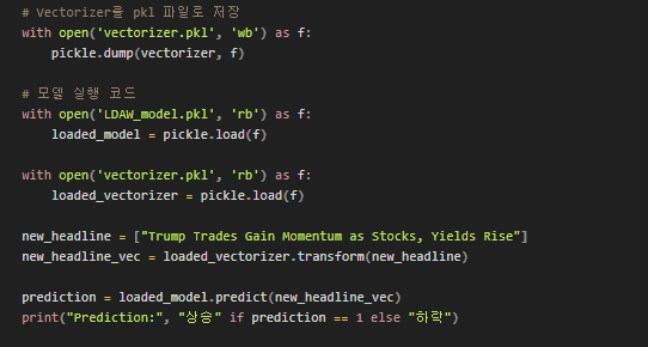 # Vectorizer를 pkl 파일로 저장
with open('vectorizer.pkl', 'wb') as f:
    pickle.dump(vectorizer, f)
# 모델 실행 코드
with open('LDAW_model.pkl', 'rb') as f:
    loaded_model = pickle.load(f)
with open('vectorizer.pkl', 'rb') as f:
    loaded_vectorizer = pickle.load(f)
new_headline = ["Trump Trades Gain Momentum as Stocks, Yields Rise"]
new_headline_vec = loaded_vectorizer.transform(new_headline)
prediction = loaded_model.predict(new_headline_vec)
print("Prediction:", "상승" if prediction == 1 else "하락")